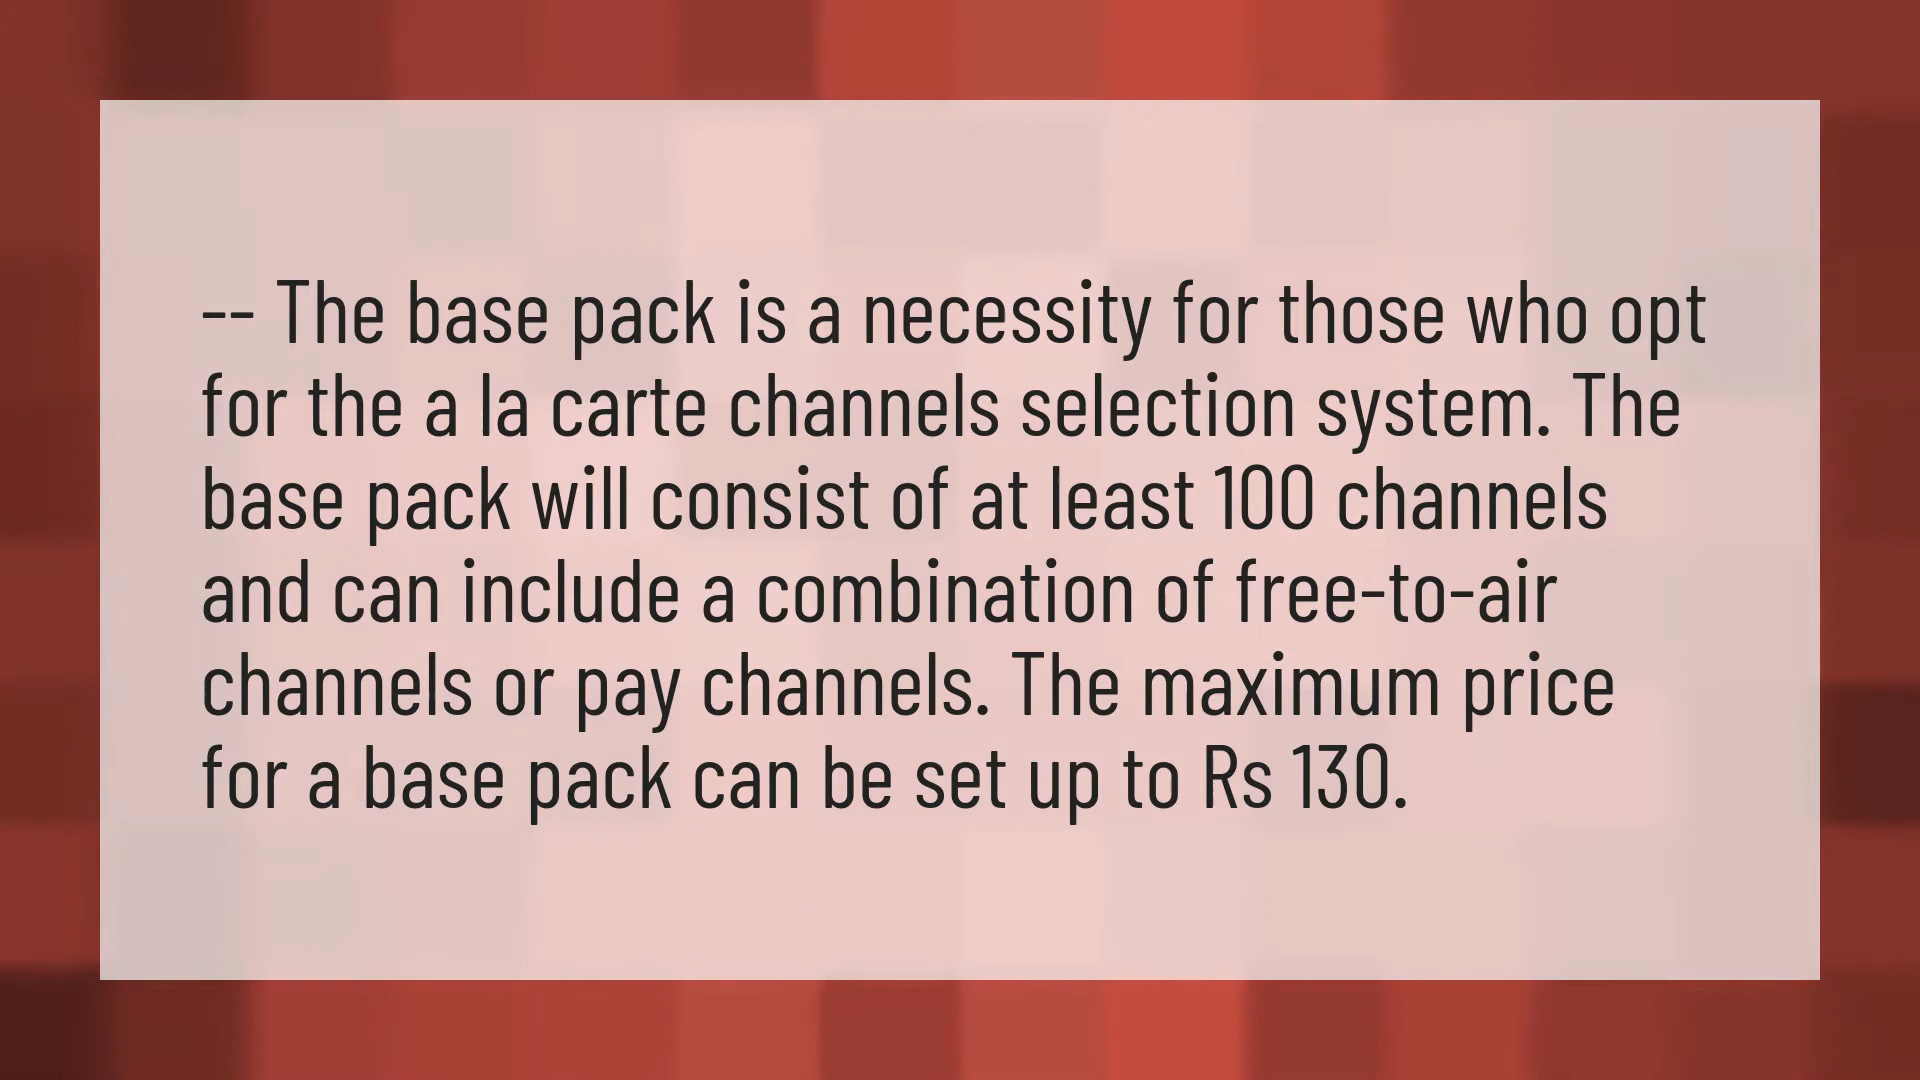 -- The base pack is a necessity for those who opt
for the a la carte channels selection system. The
base pack will consist of at least 100 channels
and can include a combination of free-to-air
channels or pay channels. The maximum price
for a base pack can be set up to Rs 130.